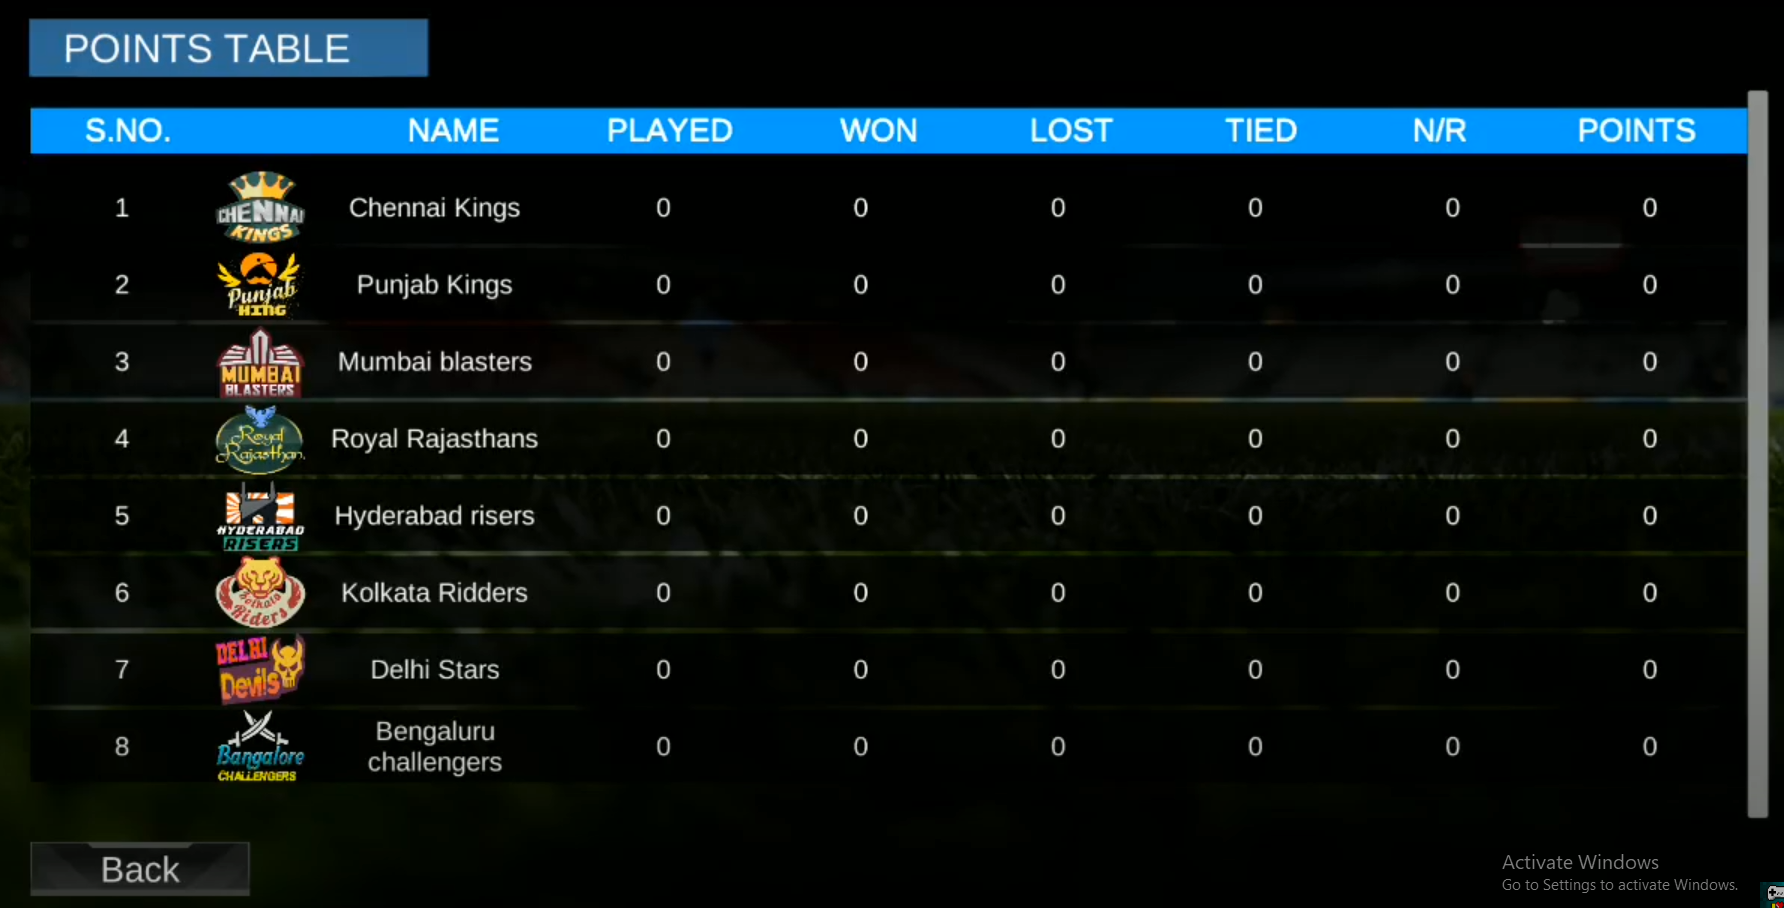 POINTS TABLE
S.NO. NAME PLAYED WON LOST TIED N/R POINTS
1 CHENNAI KINGS Chennai Kings 0 0 0 0 0 0
2 Punjab KING Punjab Kings 0 0 0 0 0 0
3 MUMBAI BLASTERS Mumbai blasters 0 0 0 0 0 0
4 Royal Rajasthan. Royal Rajasthans 0 0 0 0 0 0
5 HYDERABAD RISERS Hyderabad risers 0 0 0 0 0 0
6 Kolkata Riders Kolkata Ridders 0 0 0 0 0 0
7 DELHI Devils Delhi Stars 0 0 0 0 0 0
8 Bangalore CHALLENGERS Bengaluru challengers 0 0 0 0 0 0
Back
Activate Windows
Go to Settings to activate Windows.